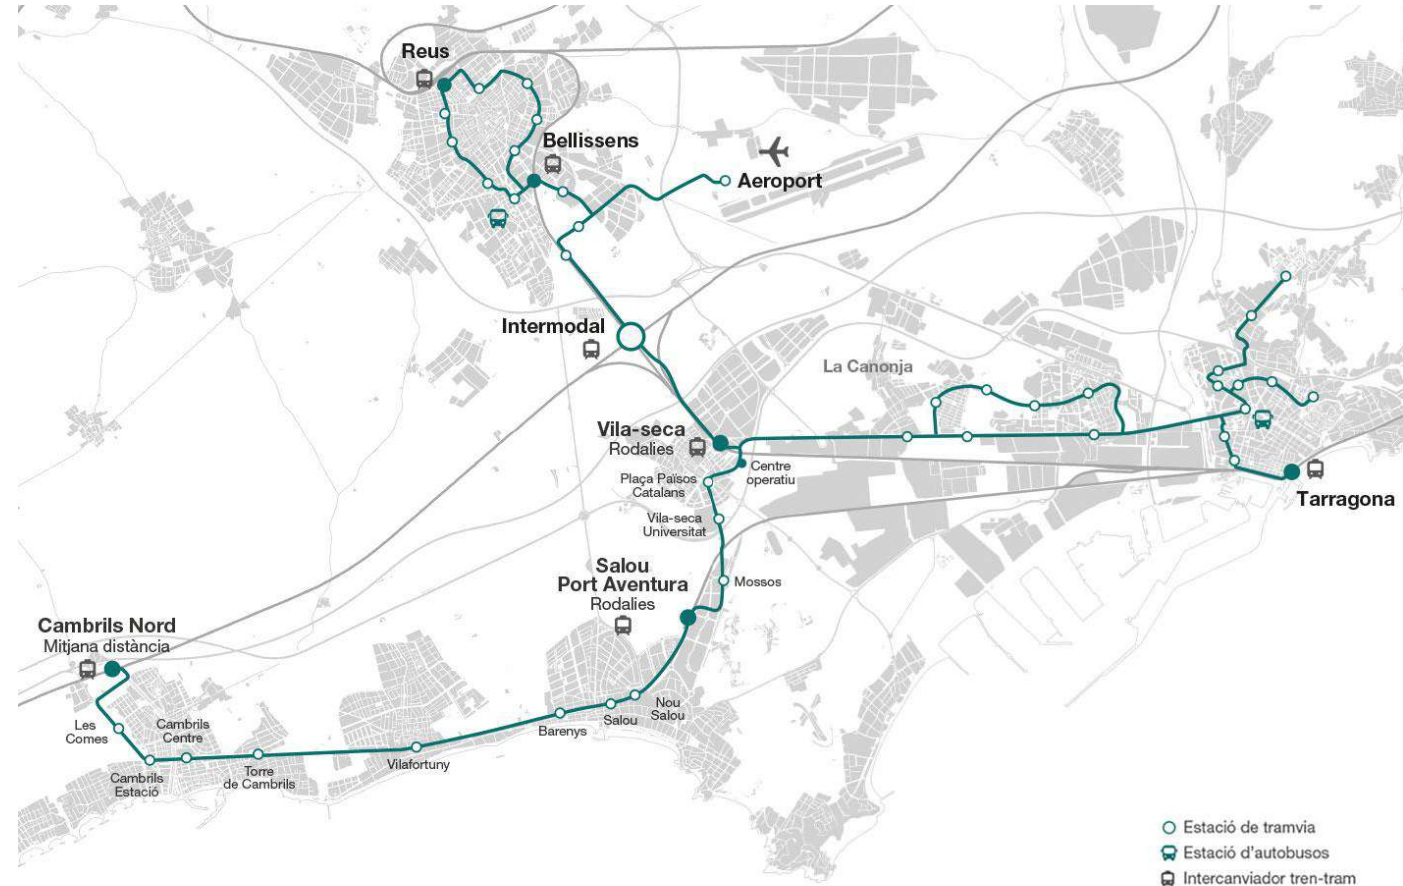 Reus
Bellissens
Aeroport
Intermodal
La Canonja
Vila-seca
Rodalies
Centre
operatiu
Plaça Països
Catalans
Vila-seca
Universitat
Tarragona
Salou
Port Aventura
Rodalies
Mossos
Cambrils Nord
Mitjana distància
Les
Comes
Cambrils
Centre
Nou
Salou
Salou
Barenys
Vilafortuny
Torre
de Cambrils
Cambrils
Estació
Estació de tramvia
Estació d'autobusos
Intercanviador tren-tram